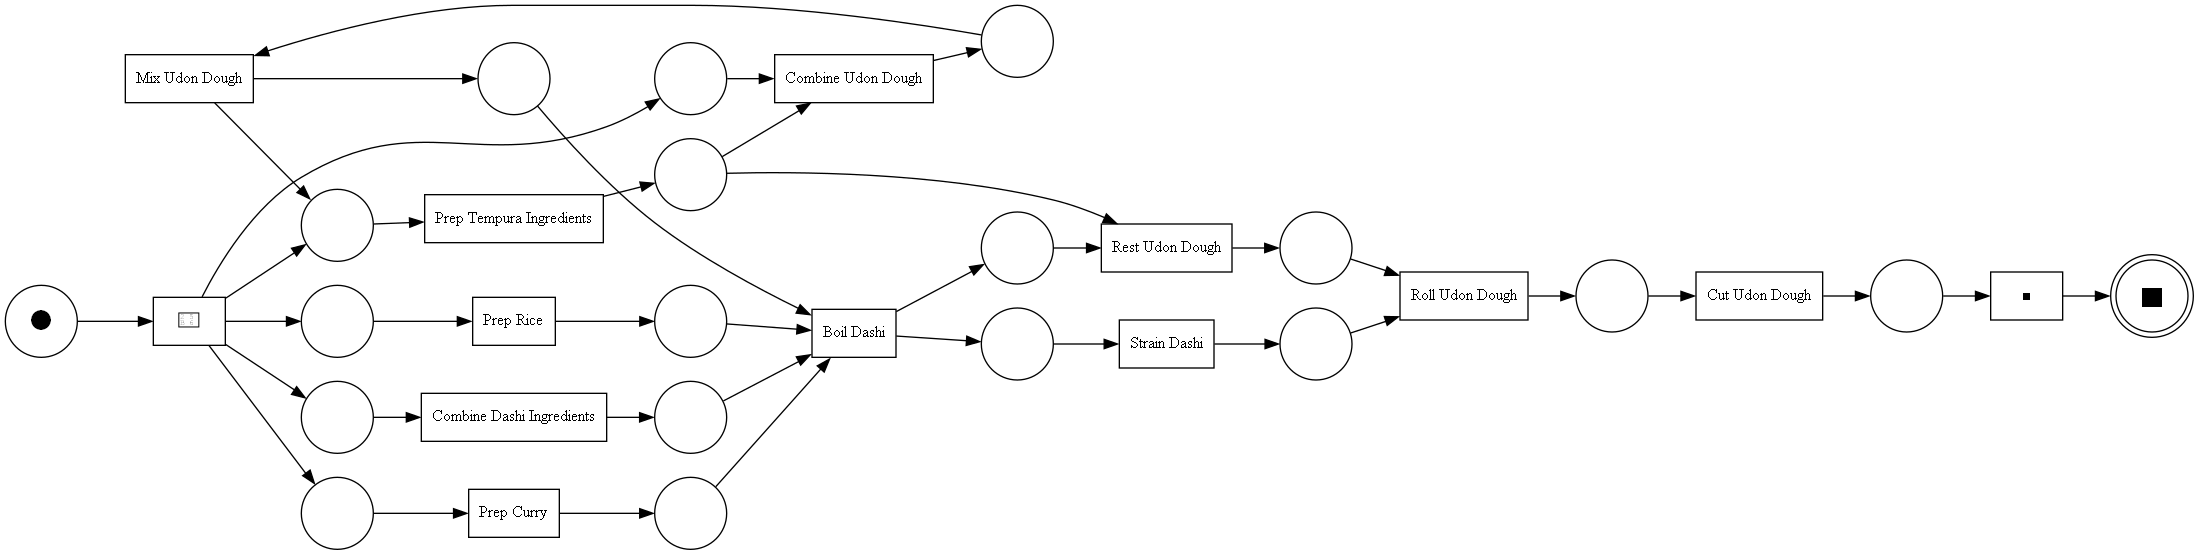 Mix Udon Dough
Combine Udon Dough
Prep Tempura Ingredients
Rest Udon Dough
Prep Rice
Boil Dashi
Roll Udon Dough
Cut Udon Dough
Strain Dashi
Combine Dashi Ingredients
Prep Curry